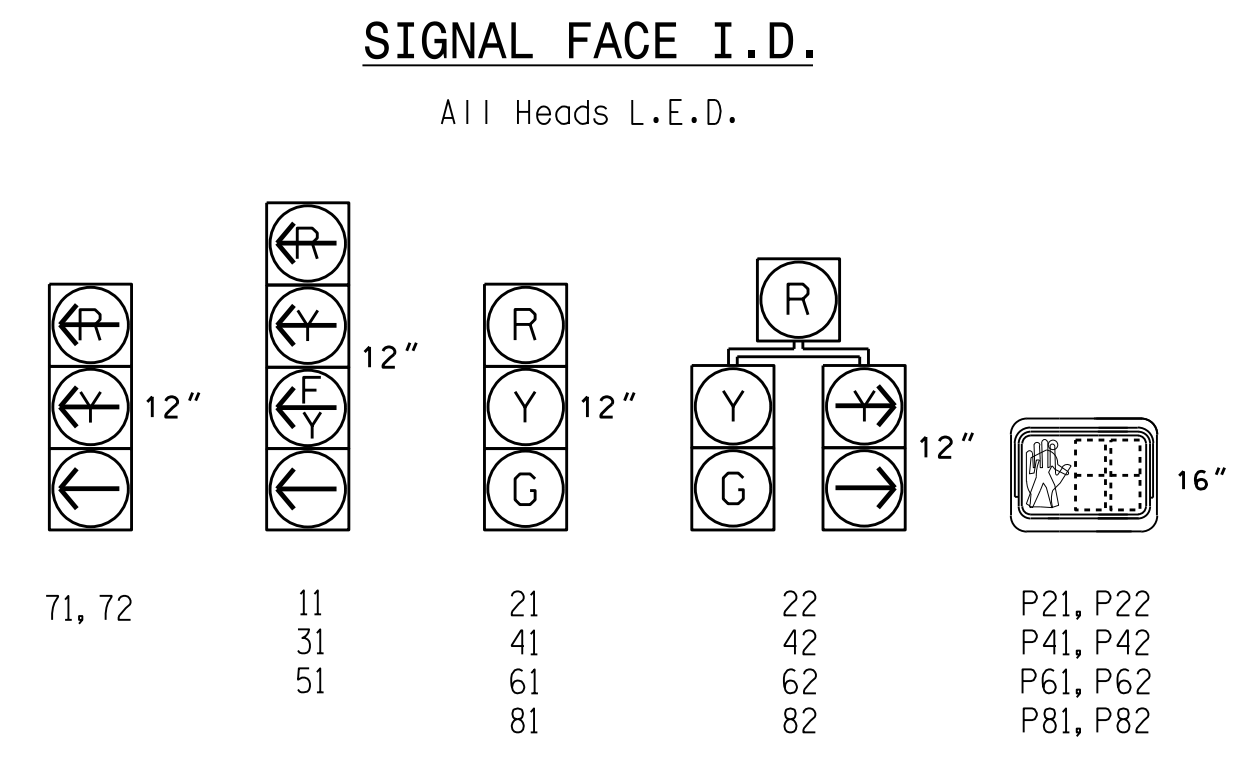 SIGNAL FACE I.D.
All Heads L.E.D.
R
Y
12"
R
Y
F
Y
12"
R
Y
G
12"
R
Y
G
Y
12"
16"
71, 72
11
31
51
21
41
61
81
22
42
62
82
P21, P22
P41, P42
P61, P62
P81, P82